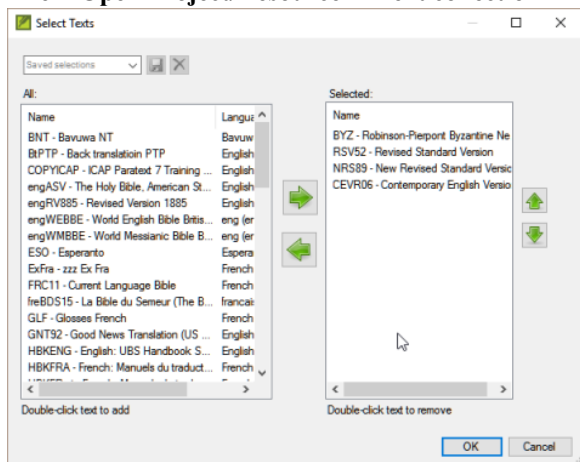 Select Texts
Saved selections
All:
Name Langua
BNT - Bavuwa NT Bavuw
BtPTP - Back translatioin PTP English
COPYICAP - ICAP Paratext 7 Training ... English
engASV - The Holy Bible, American St... English
engRV885 - Revised Version 1885 English
engWEBBE - World English Bible Britis... eng (er
engWMBBE - World Messianic Bible B... eng (er
ESO - Esperanto Espera
ExFra - zzz Ex Fra French
FRC11 - Current Language Bible French
freBDS15 - La Bible du Semeur (The B... francais
GLF - Glosses French French
GNT92 - Good News Translation (US ... English
HBKENG - English: UBS Handbook S... English
HBKFRA - French: Manuels du traduct... French
Double-click text to add
Selected:
Name
BYZ - Robinson-Pierpont Byzantine Ne
RSV52 - Revised Standard Version
NRS89 - New Revised Standard Versic
CEVR06 - Contemporary English Versio
Double-click text to remove
OK Cancel